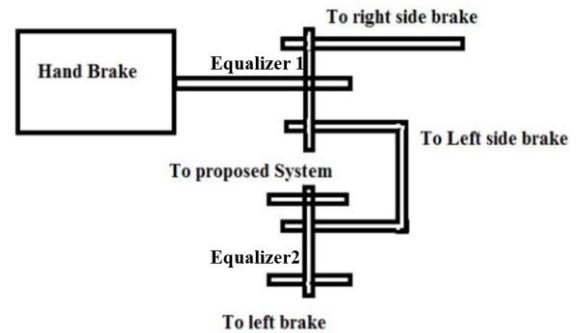 To right side brake
Equalizer 1
Hand Brake
To Left side brake
To proposed System
Equalizer2
To left brake